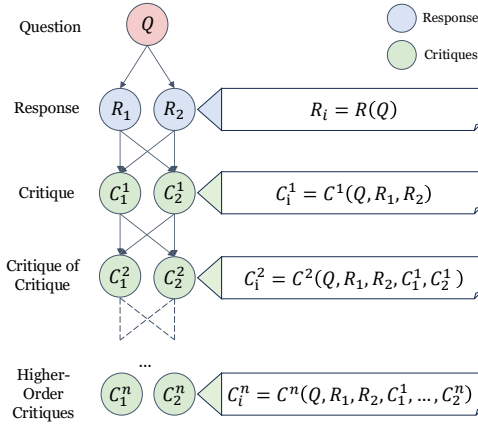 Question
Q
Response
Critiques
Response
R₁
R₂
Rᵢ = R(Q)
Critique
C₁¹
C₂¹
Cᵢ¹ = C¹(Q, R₁, R₂)
Critique of
Critique
C₁²
C₂²
Cᵢ² = C²(Q, R₁, R₂, C₁¹, C₂¹)
...
Higher-
Order
Critiques
C₁ⁿ
C₂ⁿ
Cᵢⁿ = Cⁿ(Q, R₁, R₂, C₁¹, …, C₂ⁿ)